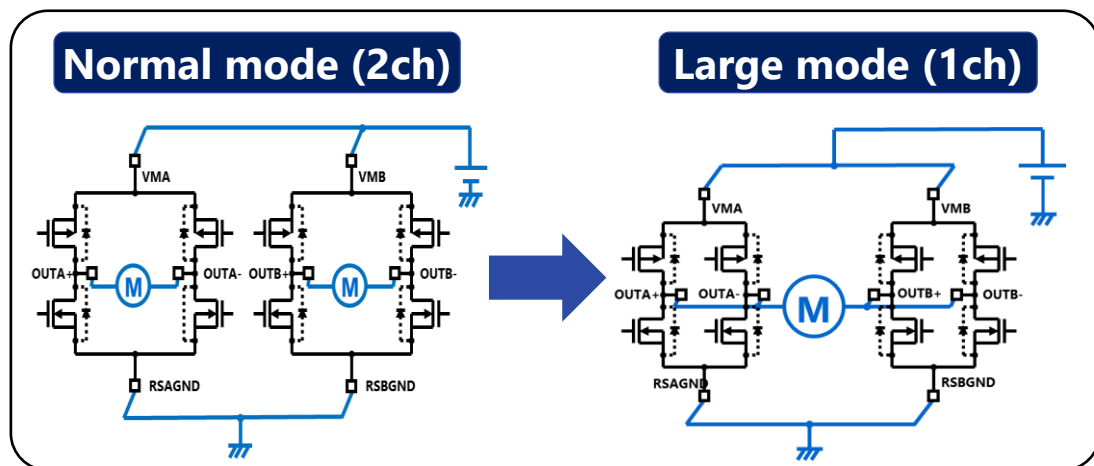 Normal mode (2ch)
Large mode (1ch)
VMA
VMB
OUTA+
M
OUTA-
OUTB+
M
OUTB-
RSAGND
RSBGND
VMA
VMB
OUTA+
OUTA-
M
OUTB+
OUTB-
RSAGND
RSBGND